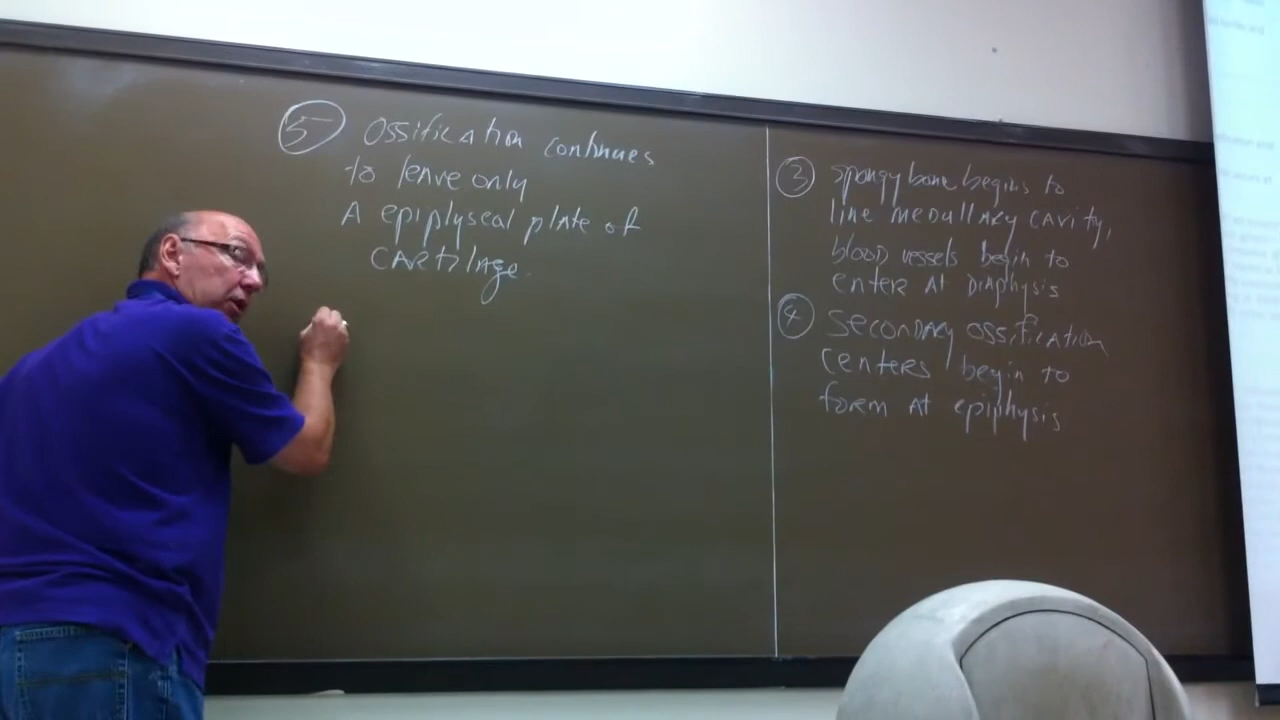 5 Ossification continues
to leave only
A epiplyseal plate of
CARTILAGE.
3 spongy bone begins to
line MEDULLARY CAVITY,
blood vessels begin to
enter AT DIAPHYSIS
4 SECONDARY OSSIFICATION
CENTERS begin to
form AT epiphysis